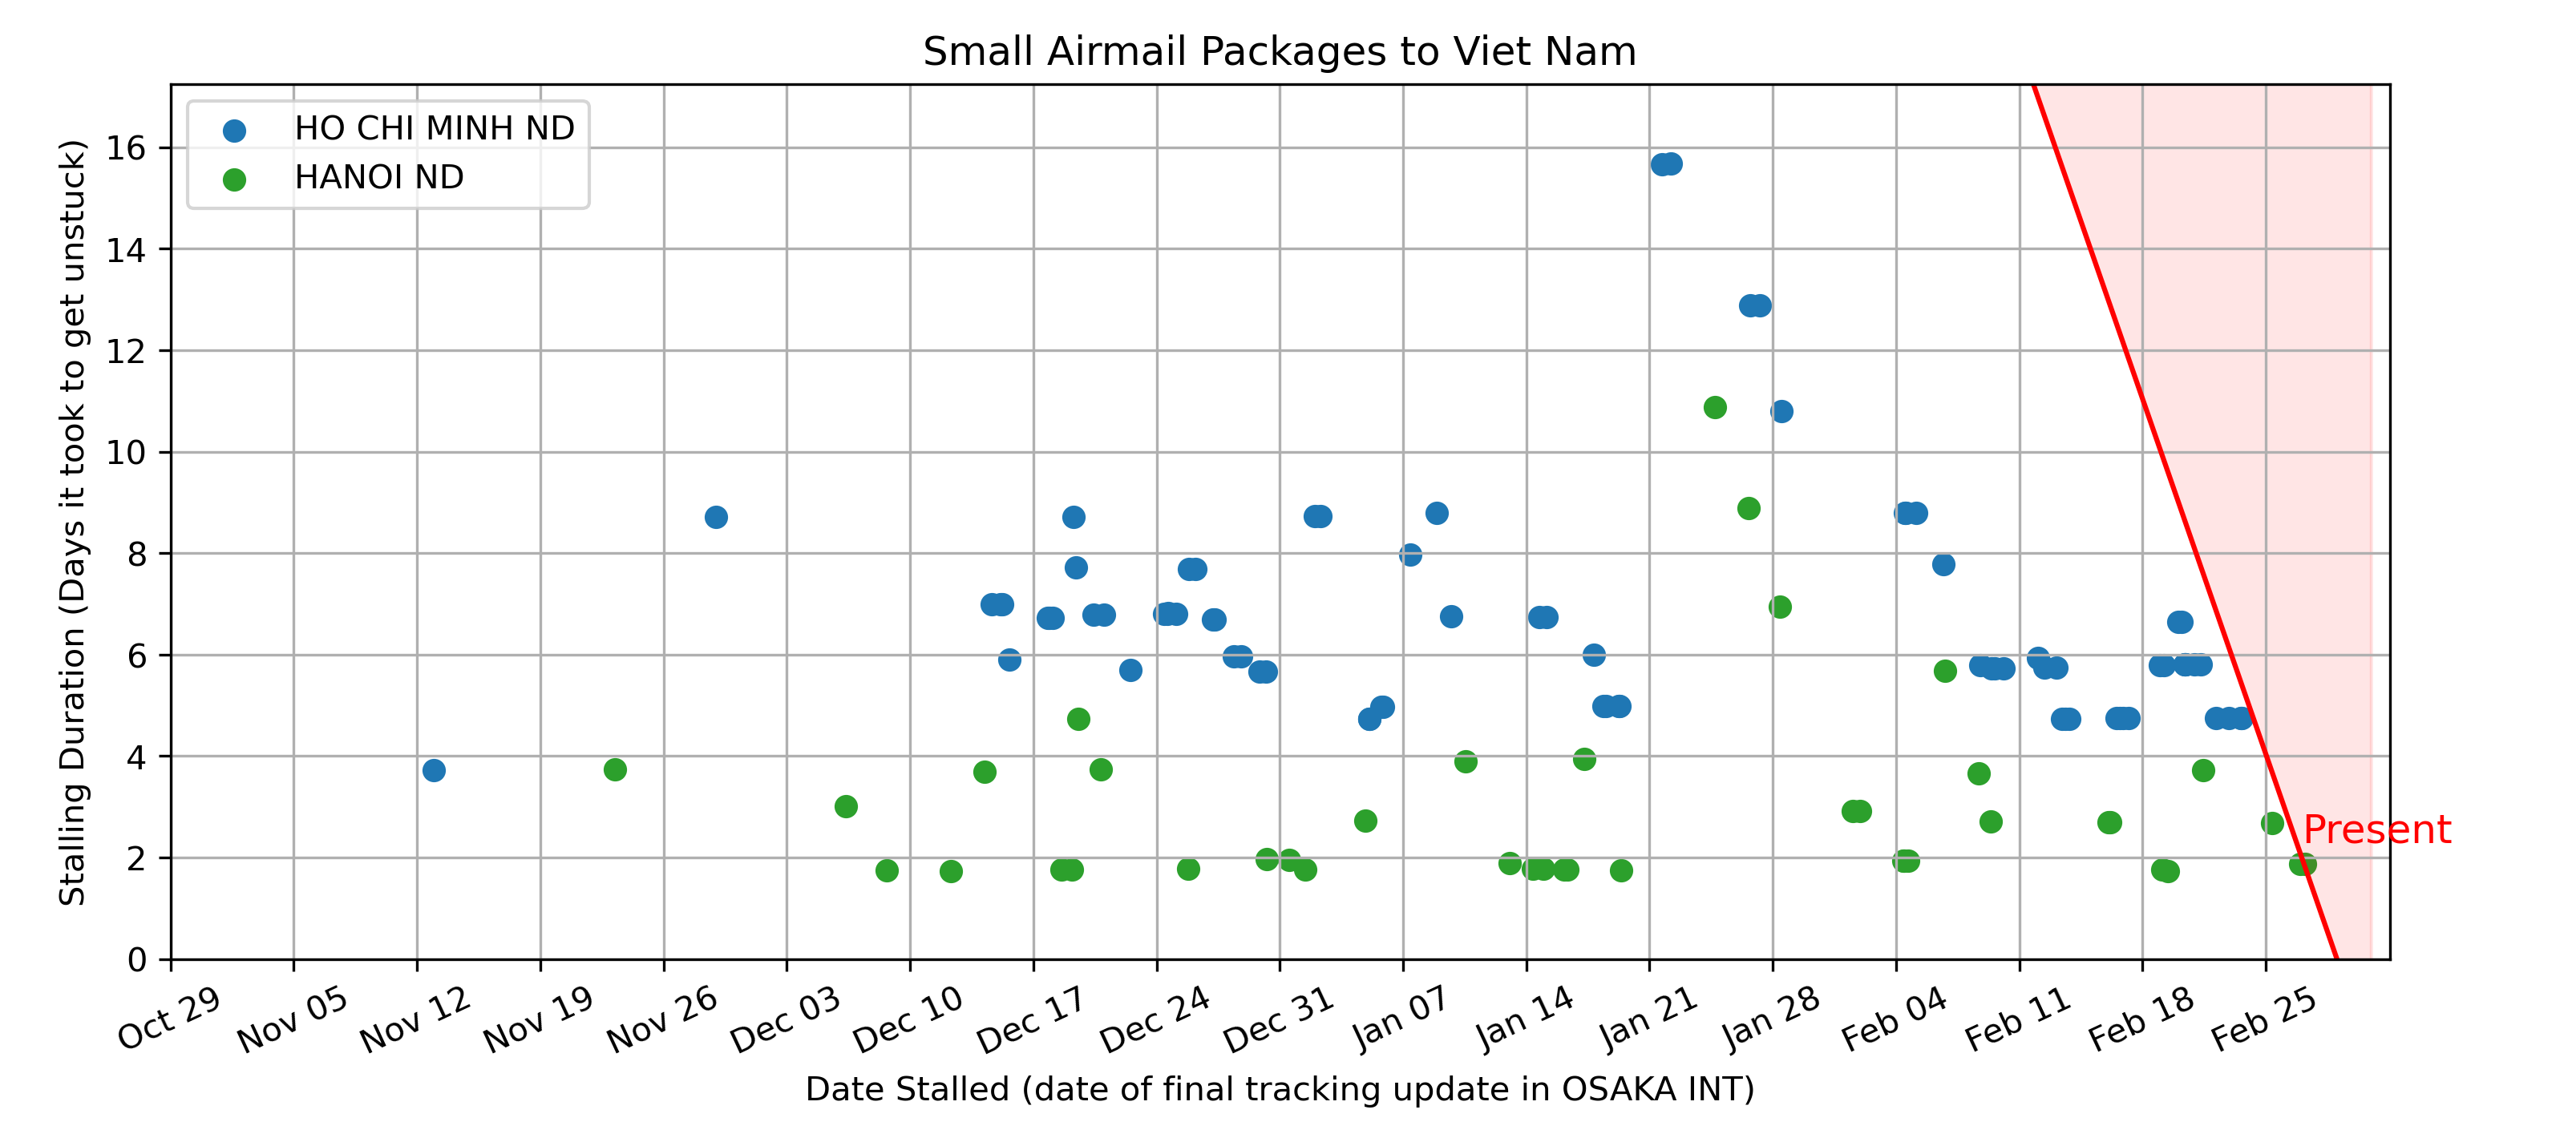 Small Airmail Packages to Viet Nam
HO CHI MINH ND
HANOI ND
Stalling Duration (Days it took to get unstuck)
16
14
12
10
8
6
4
2
0
Present
Oct 29 Nov 05 Nov 12 Nov 19 Nov 26 Dec 03 Dec 10 Dec 17 Dec 24 Dec 31 Jan 07 Jan 14 Jan 21 Jan 28 Feb 04 Feb 11 Feb 18 Feb 25
Date Stalled (date of final tracking update in OSAKA INT)